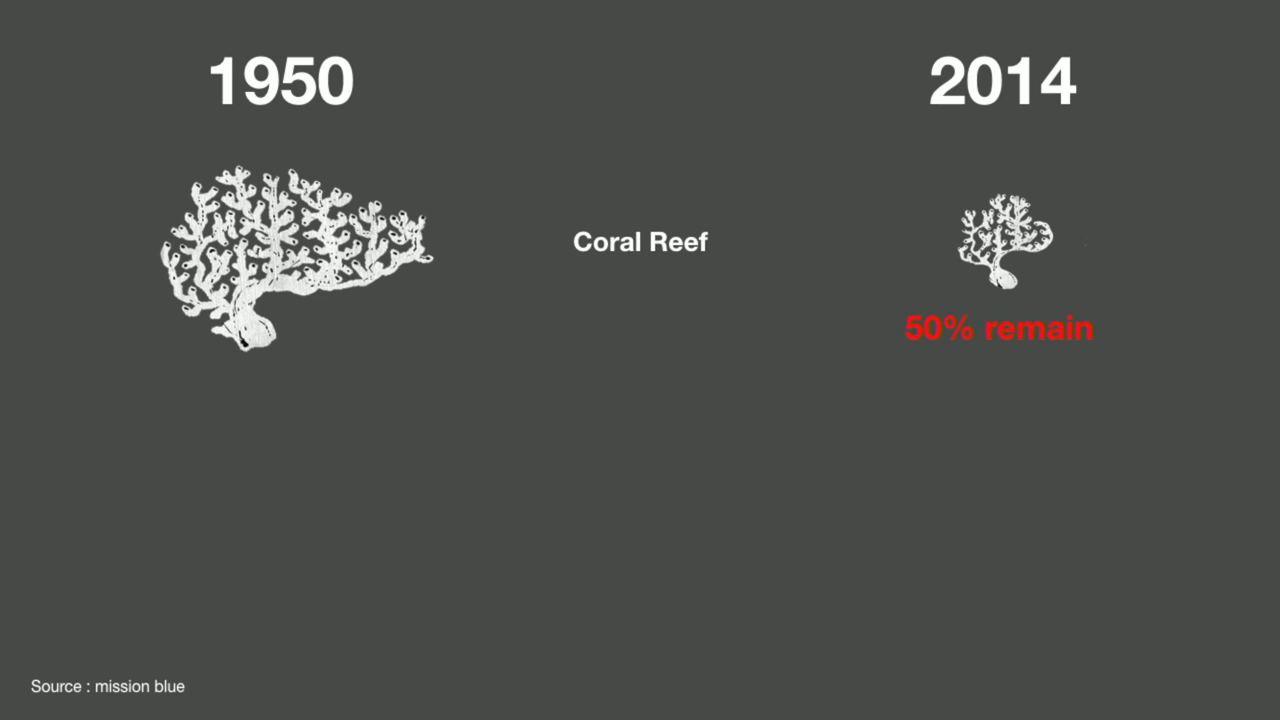 1950
2014
Coral Reef
50% remain
Source : mission blue